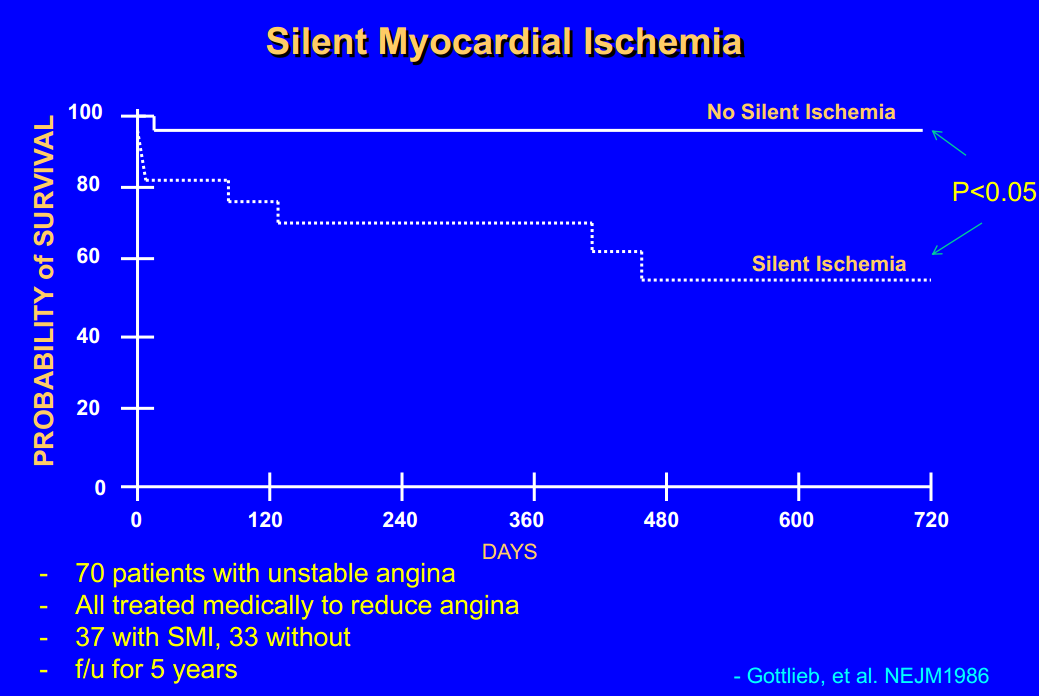 Silent Myocardial Ischemia
PROBABILITY of SURVIVAL
100
80
60
40
20
0
No Silent Ischemia
P<0.05
Silent Ischemia
0 120 240 360 480 600 720
DAYS
- 70 patients with unstable angina
- All treated medically to reduce angina
- 37 with SMI, 33 without
- f/u for 5 years
- Gottlieb, et al. NEJM1986